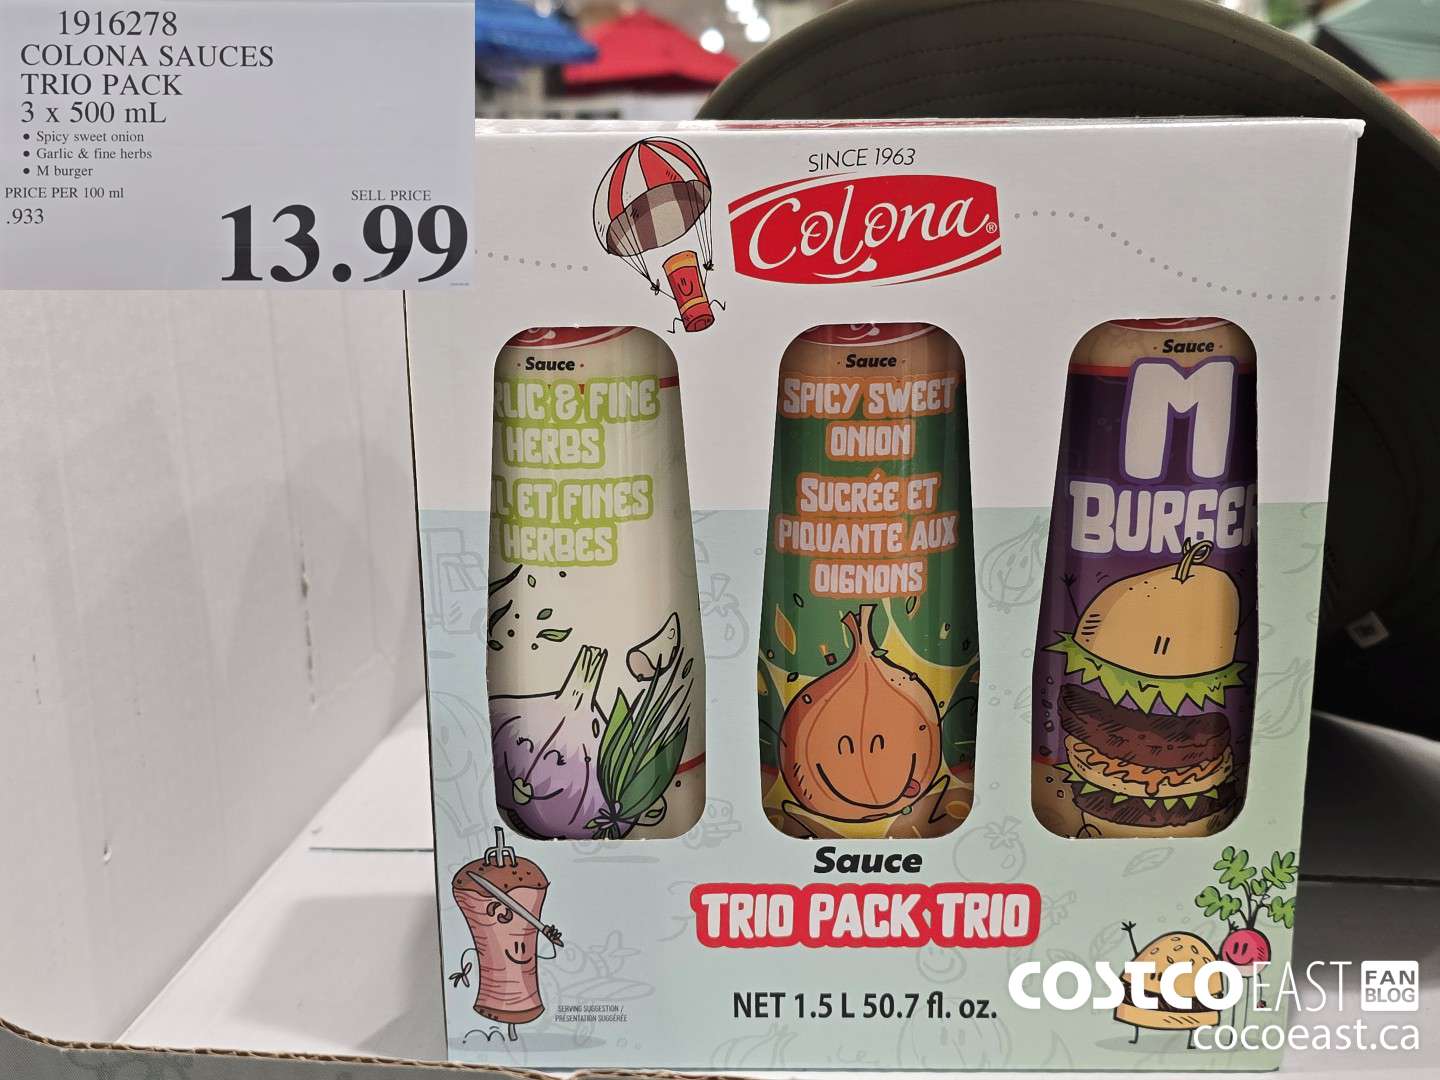 1916278
COLONA SAUCES
TRIO PACK
3 x 500 mL
• Spicy sweet onion
• Garlic & fine herbs
• M burger
PRICE PER 100 ml
.933
SELL PRICE
13.99
SINCE 1963
Colona®
· Sauce ·
RLIC & FINE
HERBS
L ET FINES
HERBES
Sauce ·
SPICY SWEET
ONION
SUCRÉE ET
PIQUANTE AUX
OIGNONS
· Sauce ·
M
BURGER
Sauce
TRIO PACK·TRIO
SERVING SUGGESTION /
PRÉSENTATION SUGGÉRÉE
NET 1.5 L 50.7 fl. oz.
COSTCO EAST FAN
BLOG
cocoeast.ca